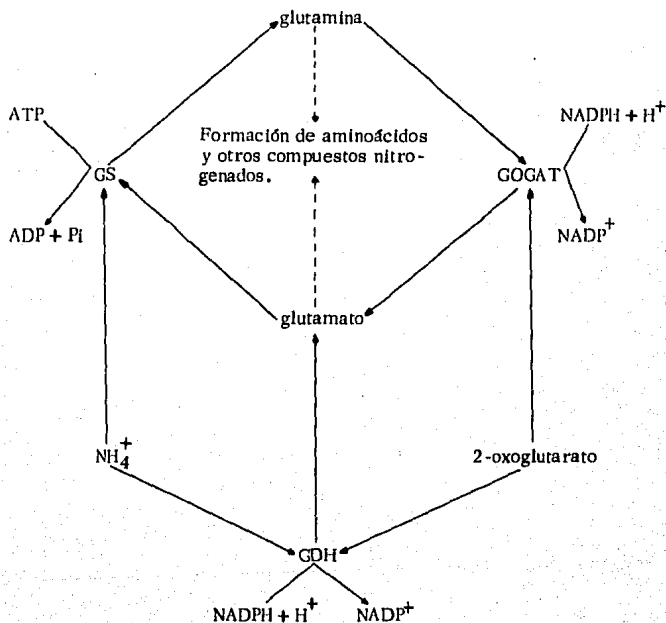 glutamina
ATP
NADPH + H+
Formación de aminoácidos
y otros compuestos nitro-
genados.
GS
GOGAT
ADP + Pi
NADP+
glutamato
NH4+
2-oxoglutarato
GDH
NADPH + H+
NADP+